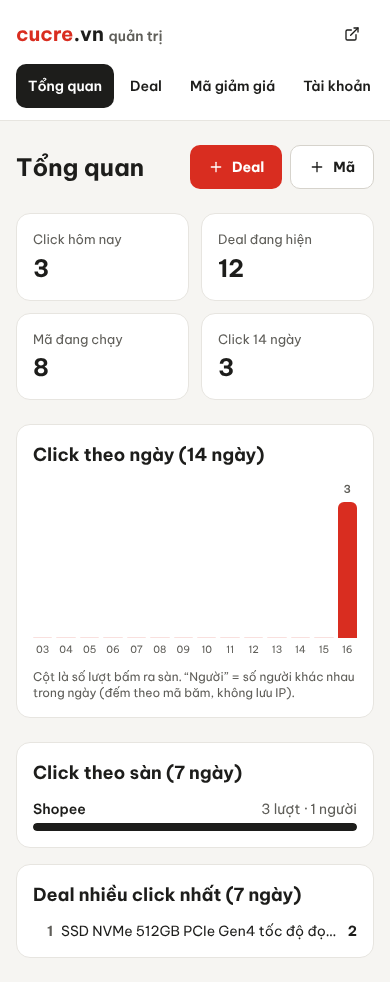 cucre.vn quản trị
Tổng quan Deal Mã giảm giá Tài khoản
Tổng quan
+ Deal
+ Mã
Click hôm nay
3
Deal đang hiện
12
Mã đang chạy
8
Click 14 ngày
3
Click theo ngày (14 ngày)
3
03 04 05 06 07 08 09 10 11 12 13 14 15 16
Cột là số lượt bấm ra sàn. “Người” = số người khác nhau
trong ngày (đếm theo mã băm, không lưu IP).
Click theo sàn (7 ngày)
Shopee 3 lượt · 1 người
Deal nhiều click nhất (7 ngày)
1 SSD NVMe 512GB PCIe Gen4 tốc độ đọ... 2